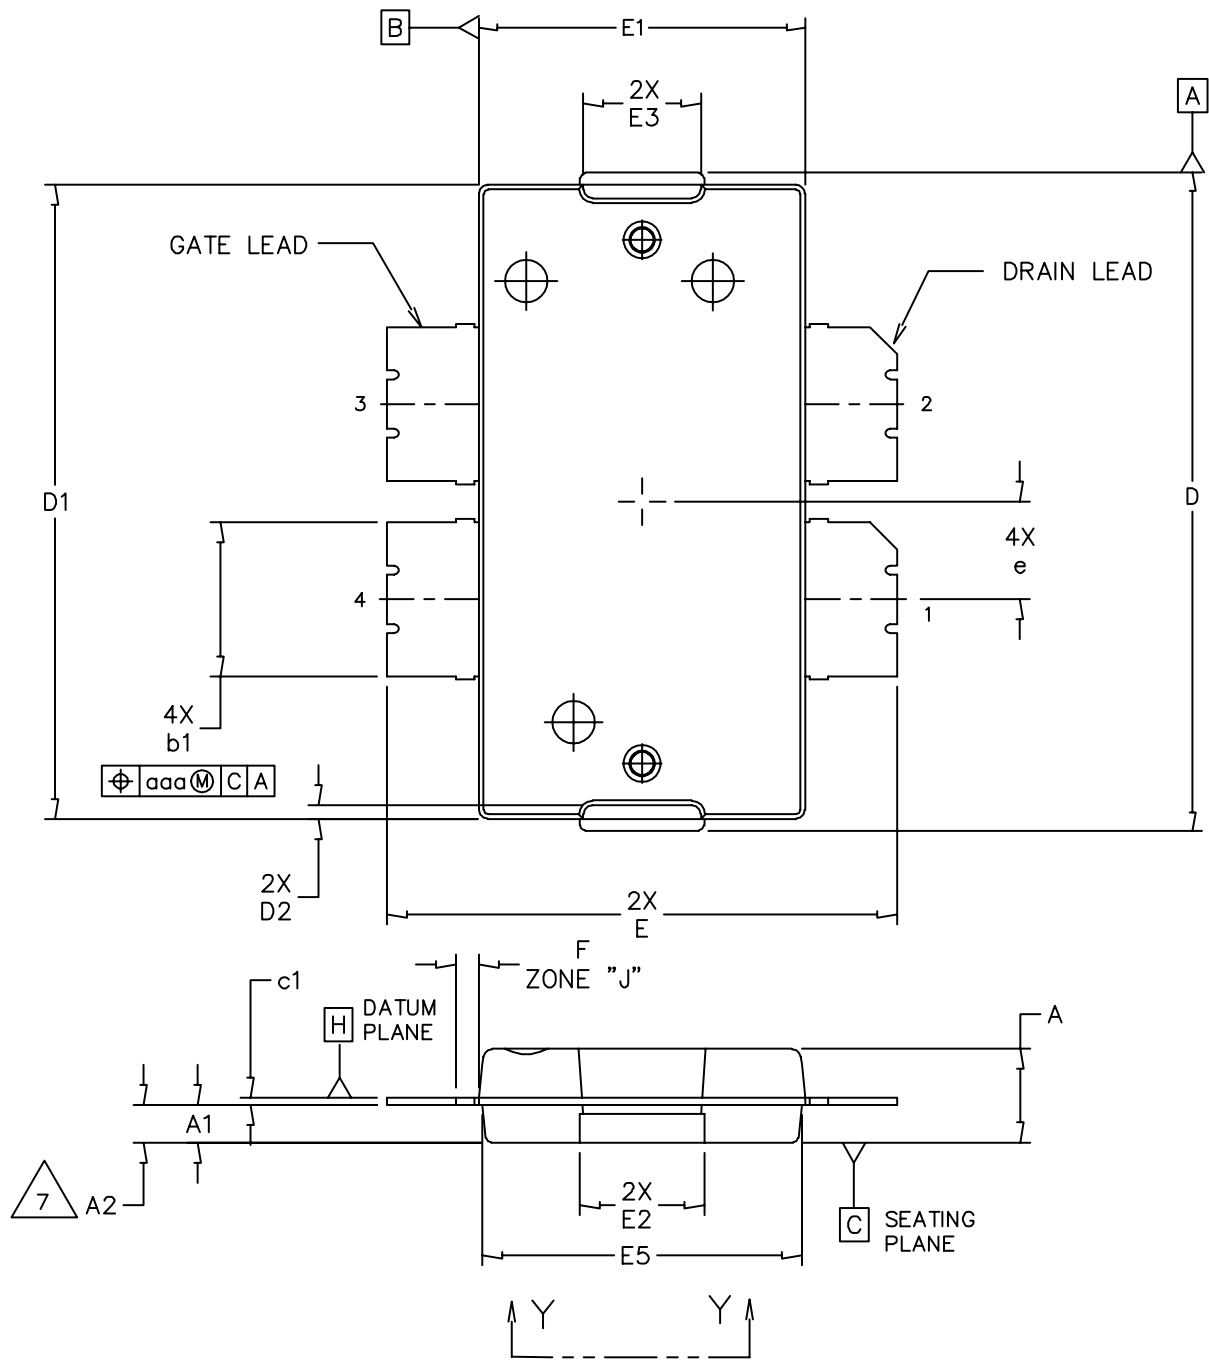 B
E1
2X
E3
A
GATE LEAD
DRAIN LEAD
3
2
D1
D
4X
e
4
1
4X
b1
⌖ aaa Ⓜ C A
2X
D2
2X
E
F
ZONE "J"
c1
H
DATUM
PLANE
A
A1
7
A2
2X
E2
C
SEATING
PLANE
E5
Y
Y